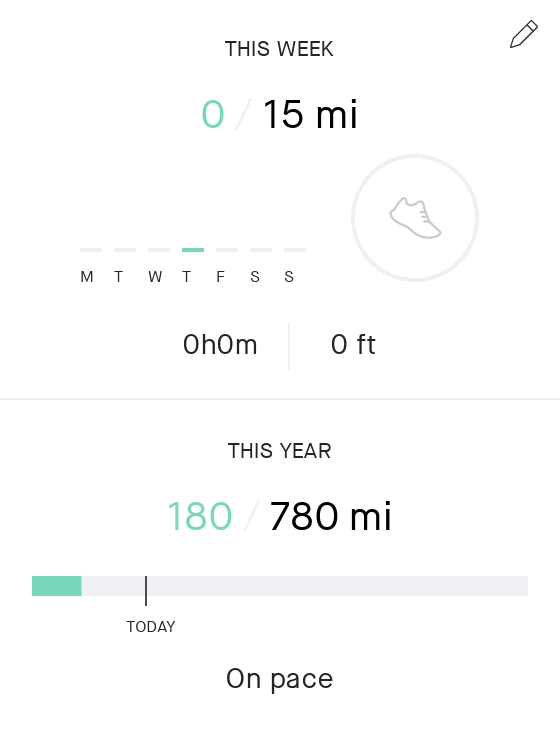 THIS WEEK
0 / 15 mi
M T W T F S S
0h0m 0 ft
THIS YEAR
180 / 780 mi
TODAY
On pace